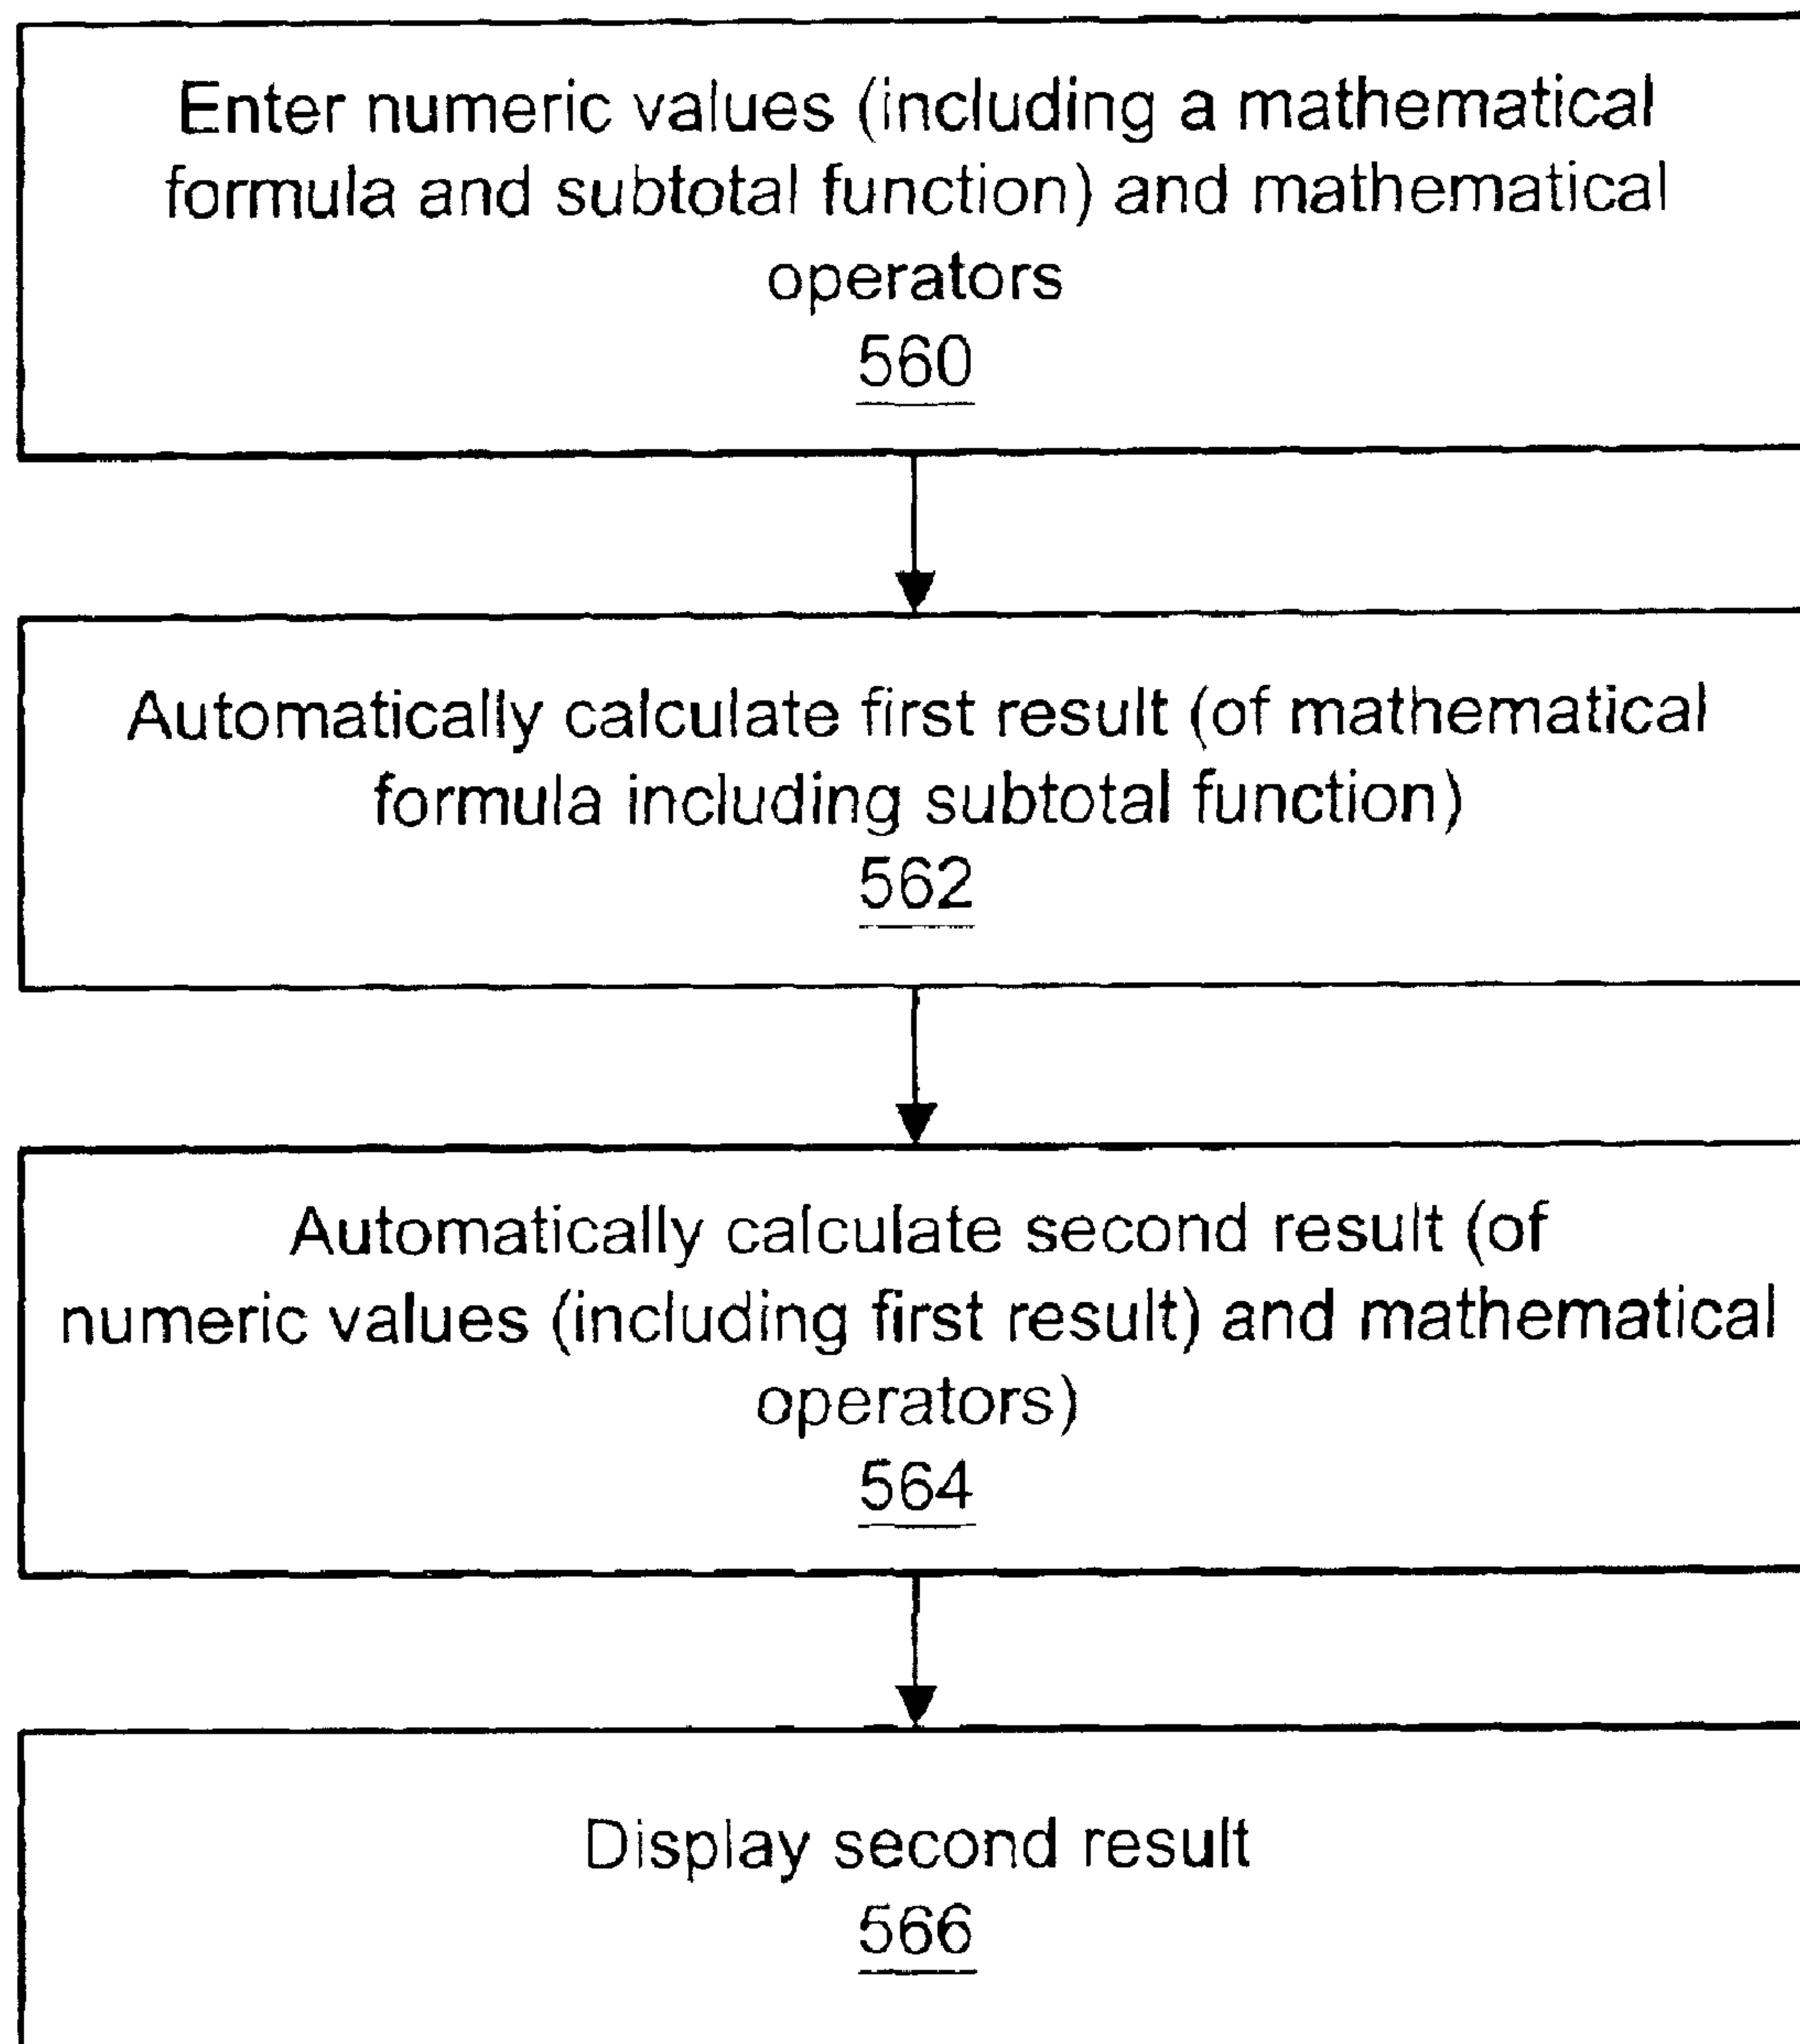 Enter numeric values (including a mathematical
formula and subtotal function) and mathematical
operators
560
Automatically calculate first result (of mathematical
formula including subtotal function)
562
Automatically calculate second result (of
numeric values (including first result) and mathematical
operators)
564
Display second result
566